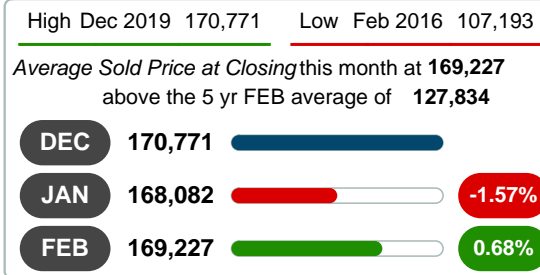 High Dec 2019 170,771 Low Feb 2016 107,193
Average Sold Price at Closing this month at 169,227
above the 5 yr FEB average of 127,834
DEC 170,771
JAN 168,082 -1.57%
FEB 169,227 0.68%